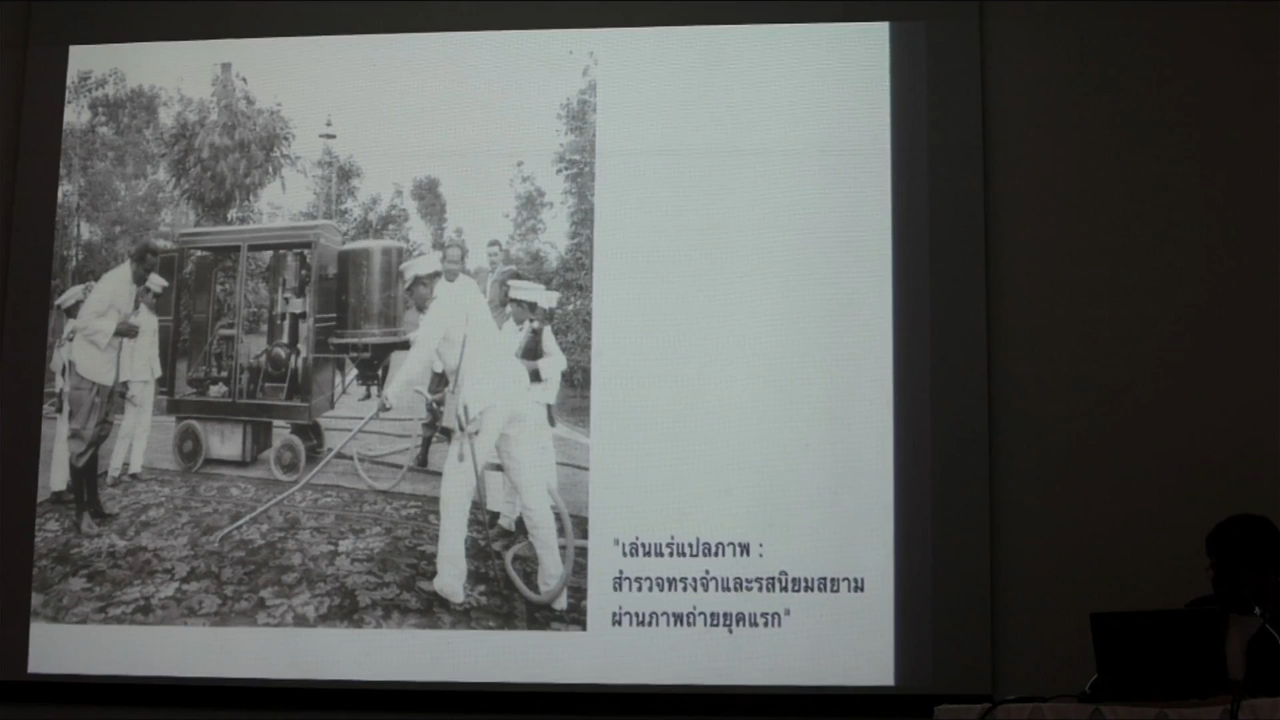 "เล่นแร่แปลภาพ :
สำรวจทรงจำและรสนิยมสยาม
ผ่านภาพถ่ายยุคแรก"